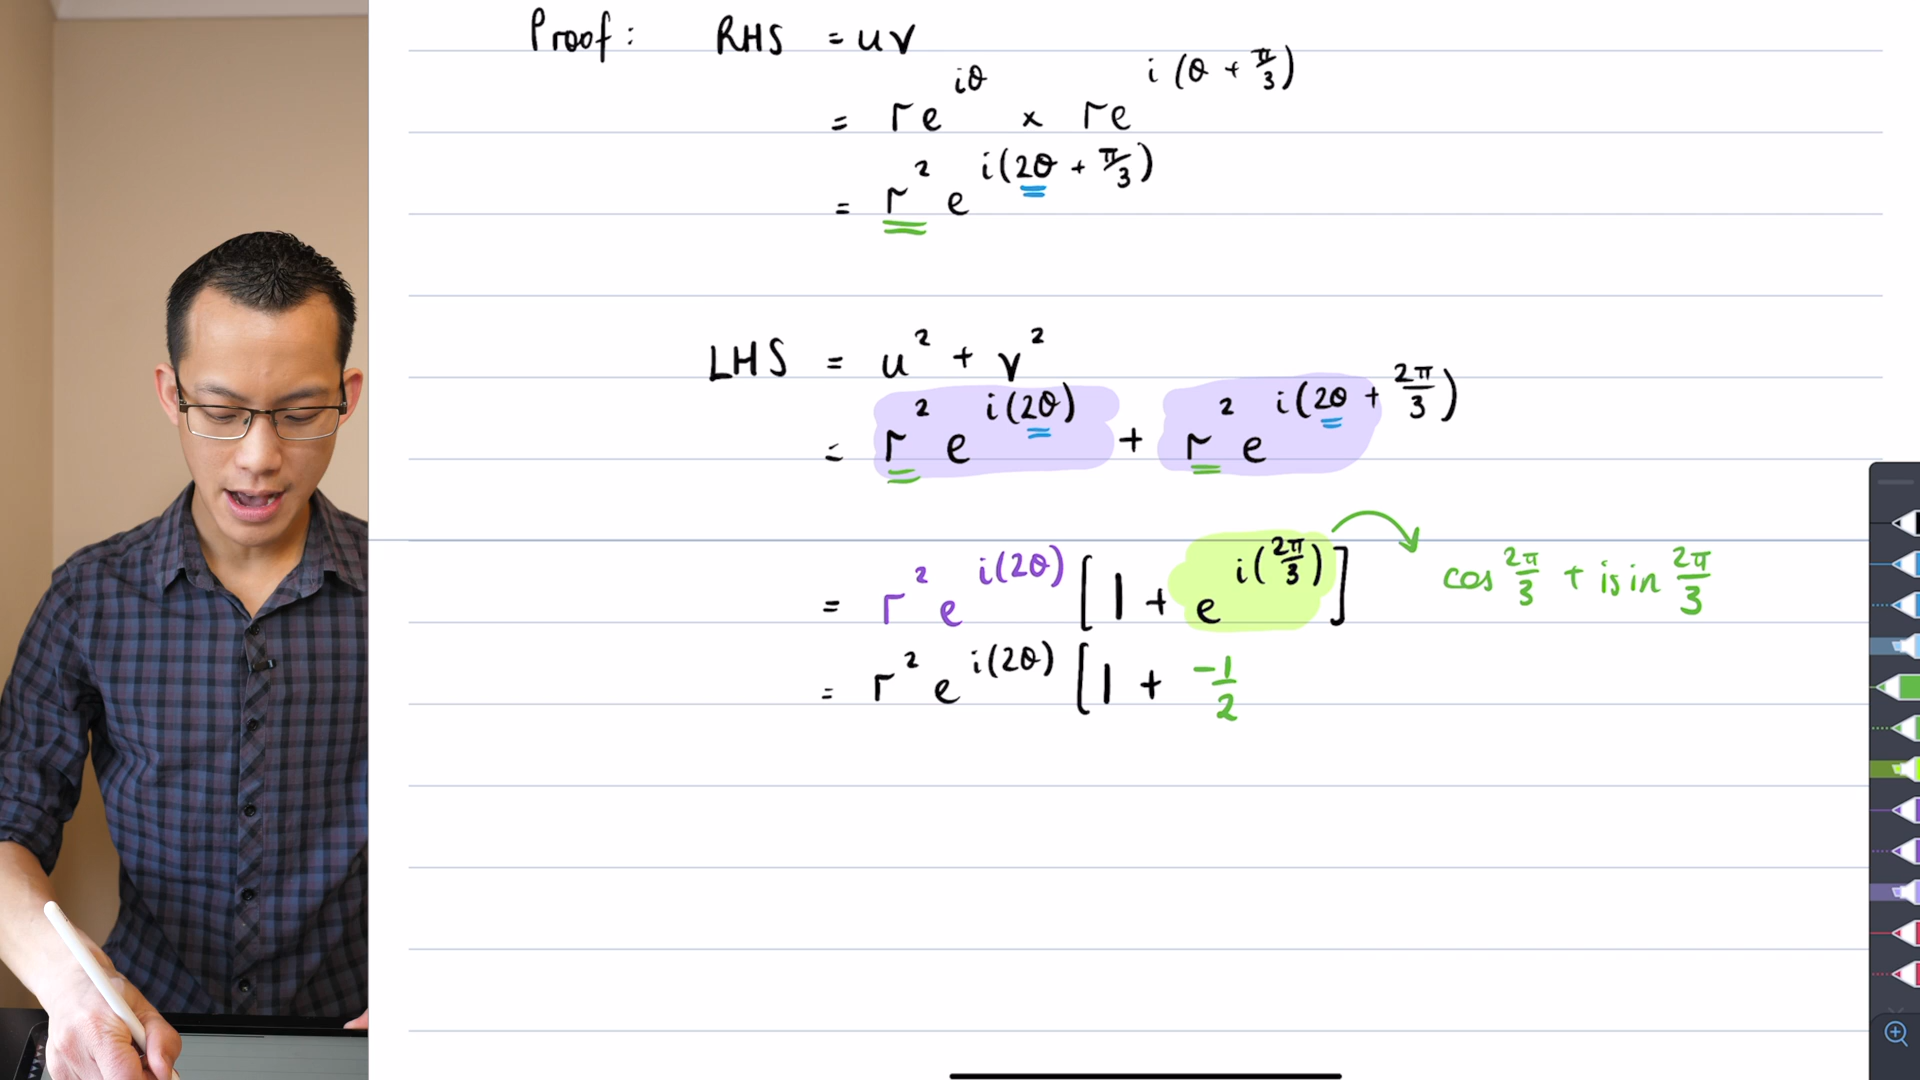 Proof: RHS = uv
= re^{iθ} × re^{i(θ + π/3)}
= r² e^{i(2θ + π/3)}
LHS = u² + v²
= r² e^{i(2θ)} + r² e^{i(2θ + 2π/3)}
= r² e^{i(2θ)} [1 + e^{i(2π/3)}] cos 2π/3 + i sin 2π/3
= r² e^{i(2θ)} [1 + -1/2